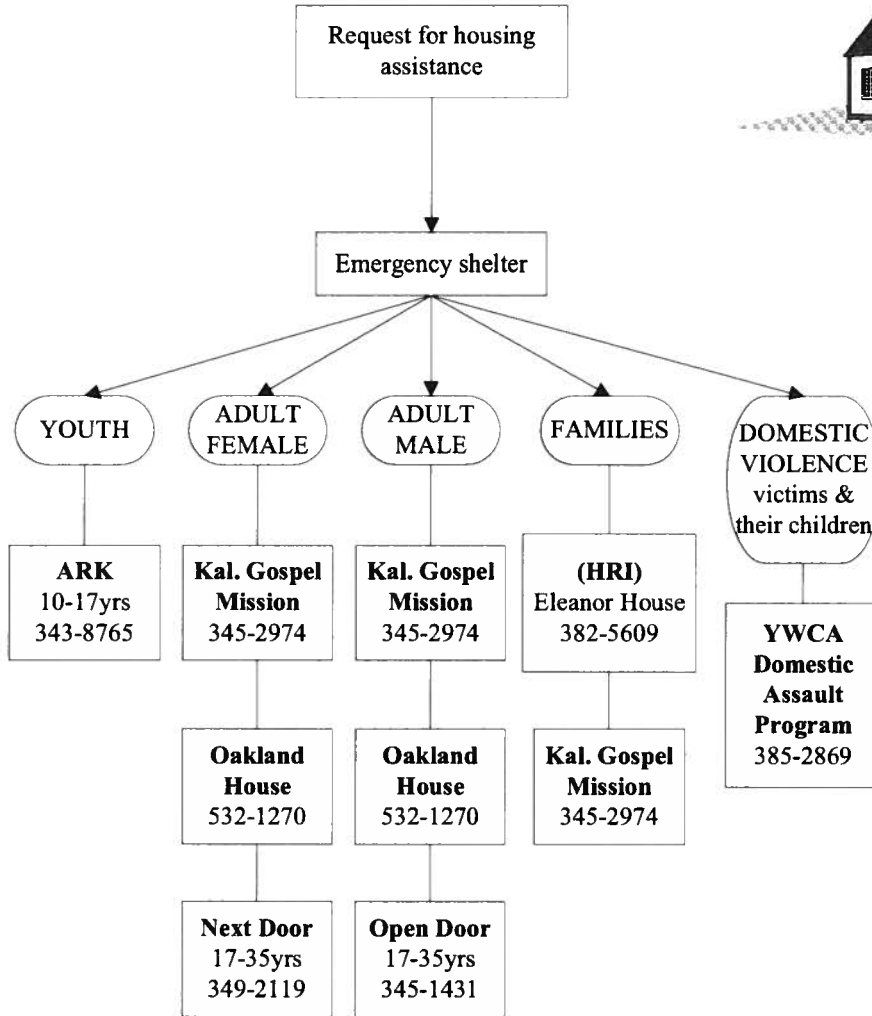 Request for housing
assistance
Emergency shelter
YOUTH
ADULT
FEMALE
ADULT
MALE
FAMILIES
DOMESTIC
VIOLENCE
victims &
their children
ARK
10-17yrs
343-8765
Kal. Gospel
Mission
345-2974
Oakland
House
532-1270
Next Door
17-35yrs
349-2119
Kal. Gospel
Mission
345-2974
Oakland
House
532-1270
Open Door
17-35yrs
345-1431
(HRI)
Eleanor House
382-5609
Kal. Gospel
Mission
345-2974
YWCA
Domestic
Assault
Program
385-2869